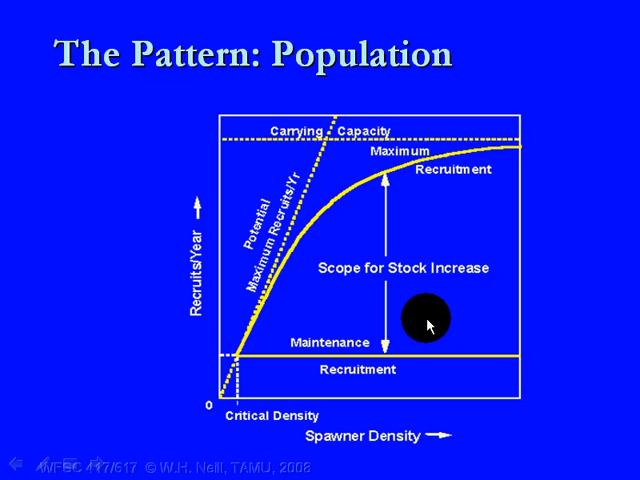 The Pattern: Population
Carrying Capacity
Maximum
Recruitment
Potential
Maximum Recruits/Yr
Recruits/Year
Scope for Stock Increase
Maintenance
Recruitment
0
Critical Density
Spawner Density
WFSC 417/617 © W.H. Neill, TAMU, 2008